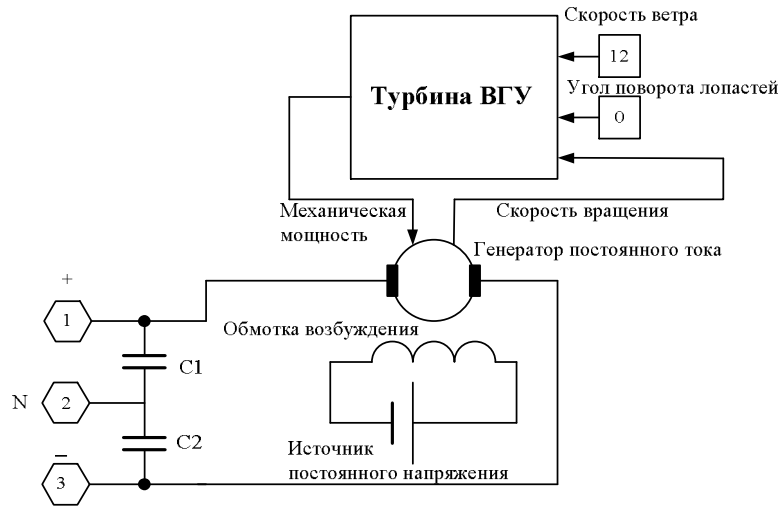 Скорость ветра
12
Турбина ВГУ
Угол поворота лопастей
0
Механическая
мощность
Скорость вращения
Генератор постоянного тока
+
1
Обмотка возбуждения
C1
N
2
C2
Источник
постоянного напряжения
–
3